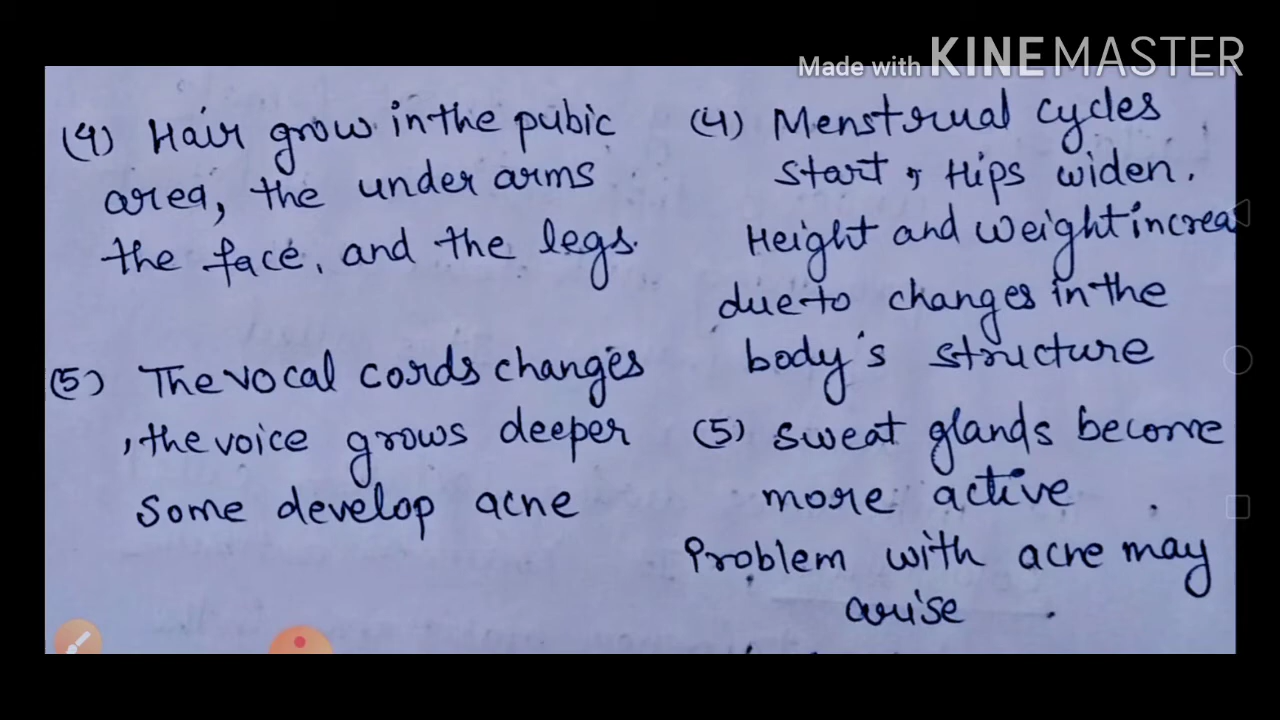 Made with KINEMASTER
(4) Hair grow in the pubic
area, the under arms
the face, and the legs.
(5) The vocal cords changes
, the voice grows deeper
some develop acne
(4) Menstrual cycles
start, Hips widen.
Height and weight increa
due to changes in the
body's structure
(5) sweat glands become
more active
Problem with acne may
arise